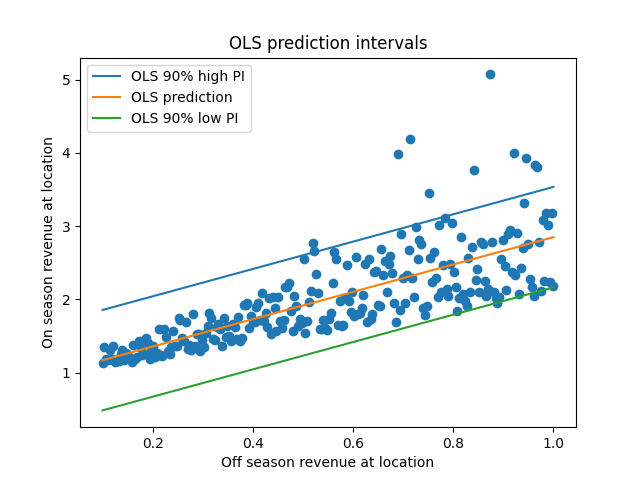 OLS prediction intervals
OLS 90% high PI
OLS prediction
OLS 90% low PI
5
4
3
2
1
On season revenue at location
0.2 0.4 0.6 0.8 1.0
Off season revenue at location